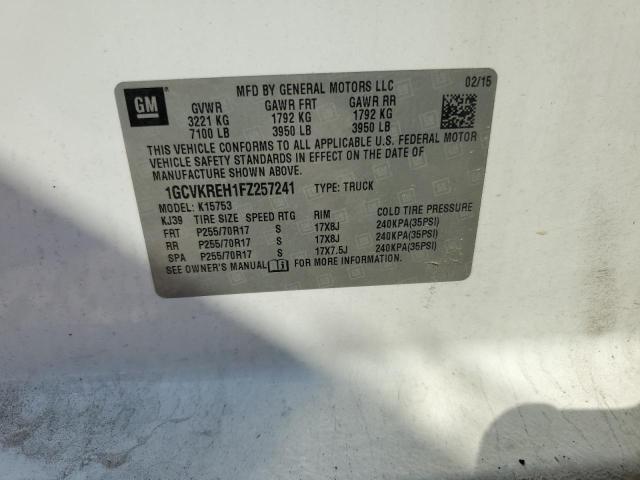 GM
MFD BY GENERAL MOTORS LLC 02/15
GVWR GAWR FRT GAWR RR
3221 KG 1792 KG 1792 KG
7100 LB 3950 LB 3950 LB
THIS VEHICLE CONFORMS TO ALL APPLICABLE U.S. FEDERAL MOTOR
VEHICLE SAFETY STANDARDS IN EFFECT ON THE DATE OF
MANUFACTURE SHOWN ABOVE.
1GCVKREH1FZ257241 TYPE: TRUCK
MODEL: K15753
KJ39 TIRE SIZE SPEED RTG RIM COLD TIRE PRESSURE
FRT P255/70R17 S 17X8J 240KPA(35PSI)
RR P255/70R17 S 17X8J 240KPA(35PSI)
SPA P255/70R17 S 17X7.5J 240KPA(35PSI)
SEE OWNER'S MANUAL FOR MORE INFORMATION.